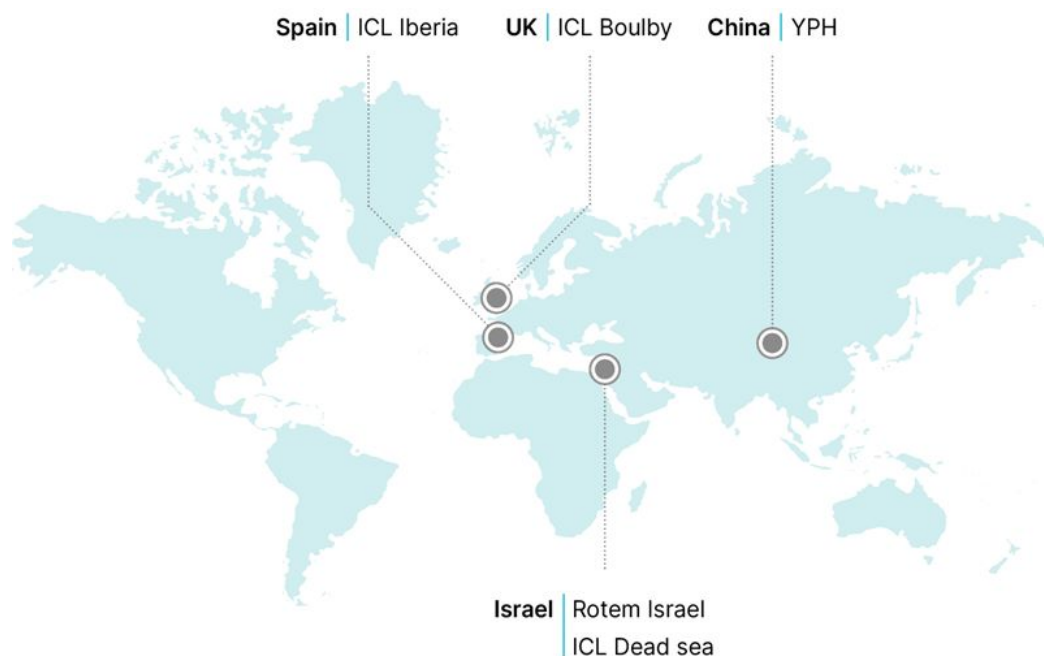 Spain | ICL Iberia
UK | ICL Boulby
China | YPH
Israel | Rotem Israel
ICL Dead sea